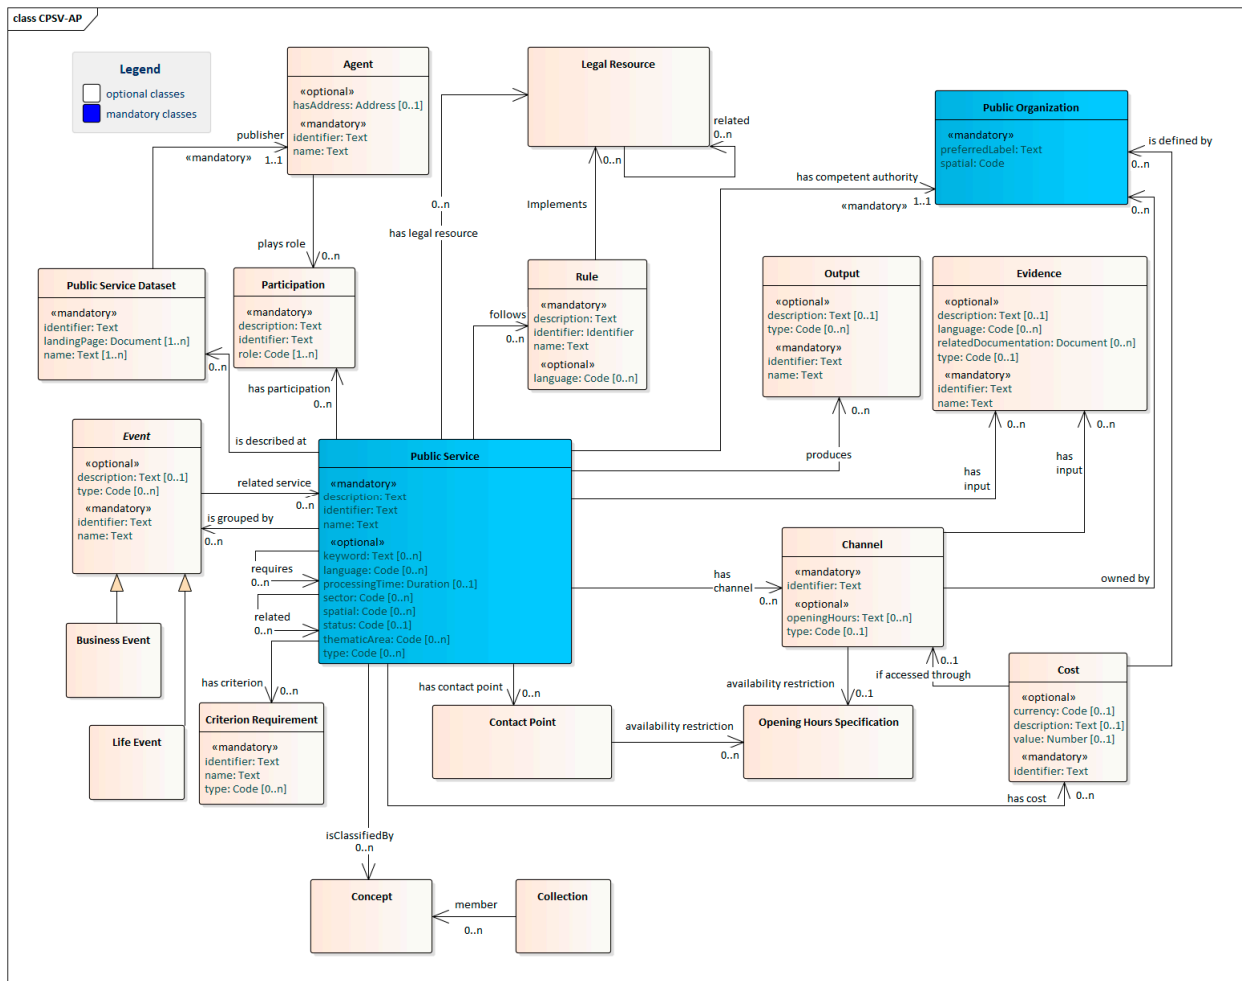 class CPSV-AP
Legend
optional classes
mandatory classes
Agent
«optional»
hasAddress: Address [0..1]
«mandatory»
identifier: Text
name: Text
publisher
«mandatory»
1..1
Legal Resource
related
0..n
0..n
Public Organization
«mandatory»
preferredLabel: Text
spatial: Code
is defined by
0..n
0..n
has competent authority
1..1
«mandatory»
Implements
0..n
has legal resource
plays role
0..n
Public Service Dataset
«mandatory»
identifier: Text
landingPage: Document [1..n]
name: Text [1..n]
0..n
Participation
«mandatory»
description: Text
identifier: Text
role: Code [1..n]
has participation
0..n
follows
0..n
Rule
«mandatory»
description: Text
identifier: Identifier
name: Text
«optional»
language: Code [0..n]
Output
«optional»
description: Text [0..1]
type: Code [0..n]
«mandatory»
identifier: Text
name: Text
0..n
Evidence
«optional»
description: Text [0..1]
language: Code [0..n]
relatedDocumentation: Document [0..n]
type: Code [0..1]
«mandatory»
identifier: Text
name: Text
0..n
0..n
is described at
produces
has
input
has
input
Event
«optional»
description: Text [0..1]
type: Code [0..n]
«mandatory»
identifier: Text
name: Text
related service
0..n
is grouped by
0..n
requires
0..n
related
0..n
Public Service
«mandatory»
description: Text
identifier: Text
name: Text
«optional»
keyword: Text [0..n]
language: Code [0..n]
processingTime: Duration [0..1]
sector: Code [0..n]
spatial: Code [0..n]
status: Code [0..1]
thematicArea: Code [0..n]
type: Code [0..n]
has
channel
0..n
Channel
«mandatory»
identifier: Text
«optional»
openingHours: Text [0..n]
type: Code [0..1]
owned by
Business Event
Life Event
has criterion
0..n
Criterion Requirement
«mandatory»
identifier: Text
name: Text
type: Code [0..n]
has contact point
0..n
Contact Point
availability restriction
0..n
availability restriction
0..1
Opening Hours Specification
if accessed through
0..1
Cost
«optional»
currency: Code [0..1]
description: Text [0..1]
value: Number [0..1]
«mandatory»
identifier: Text
has cost
0..n
isClassifiedBy
0..n
Concept
member
0..n
Collection